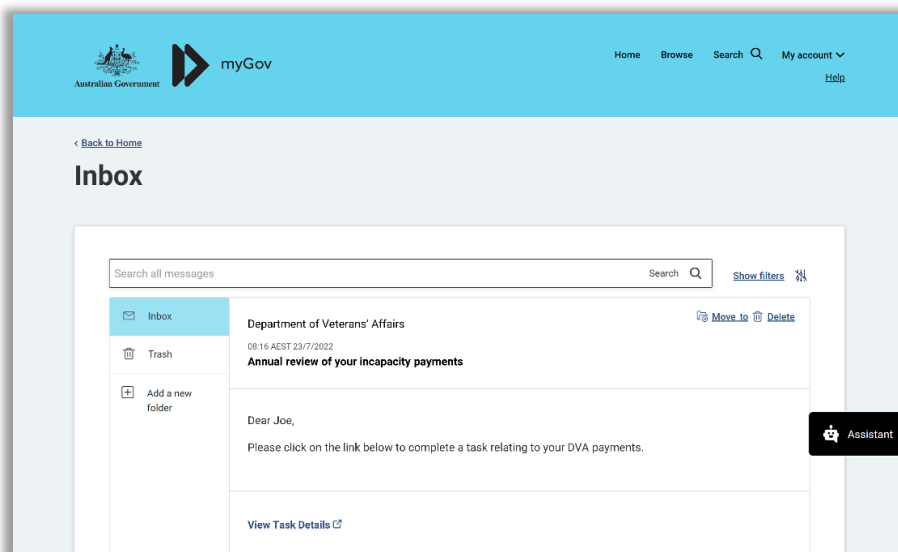 Australian Government
myGov
Home Browse Search My account
Help
< Back to Home
Inbox
Search all messages Search
Show filters
Inbox
Trash
Add a new
folder
Department of Veterans' Affairs
Move to Delete
08:16 AEST 23/7/2022
Annual review of your incapacity payments
Dear Joe,
Please click on the link below to complete a task relating to your DVA payments.
Assistant
View Task Details